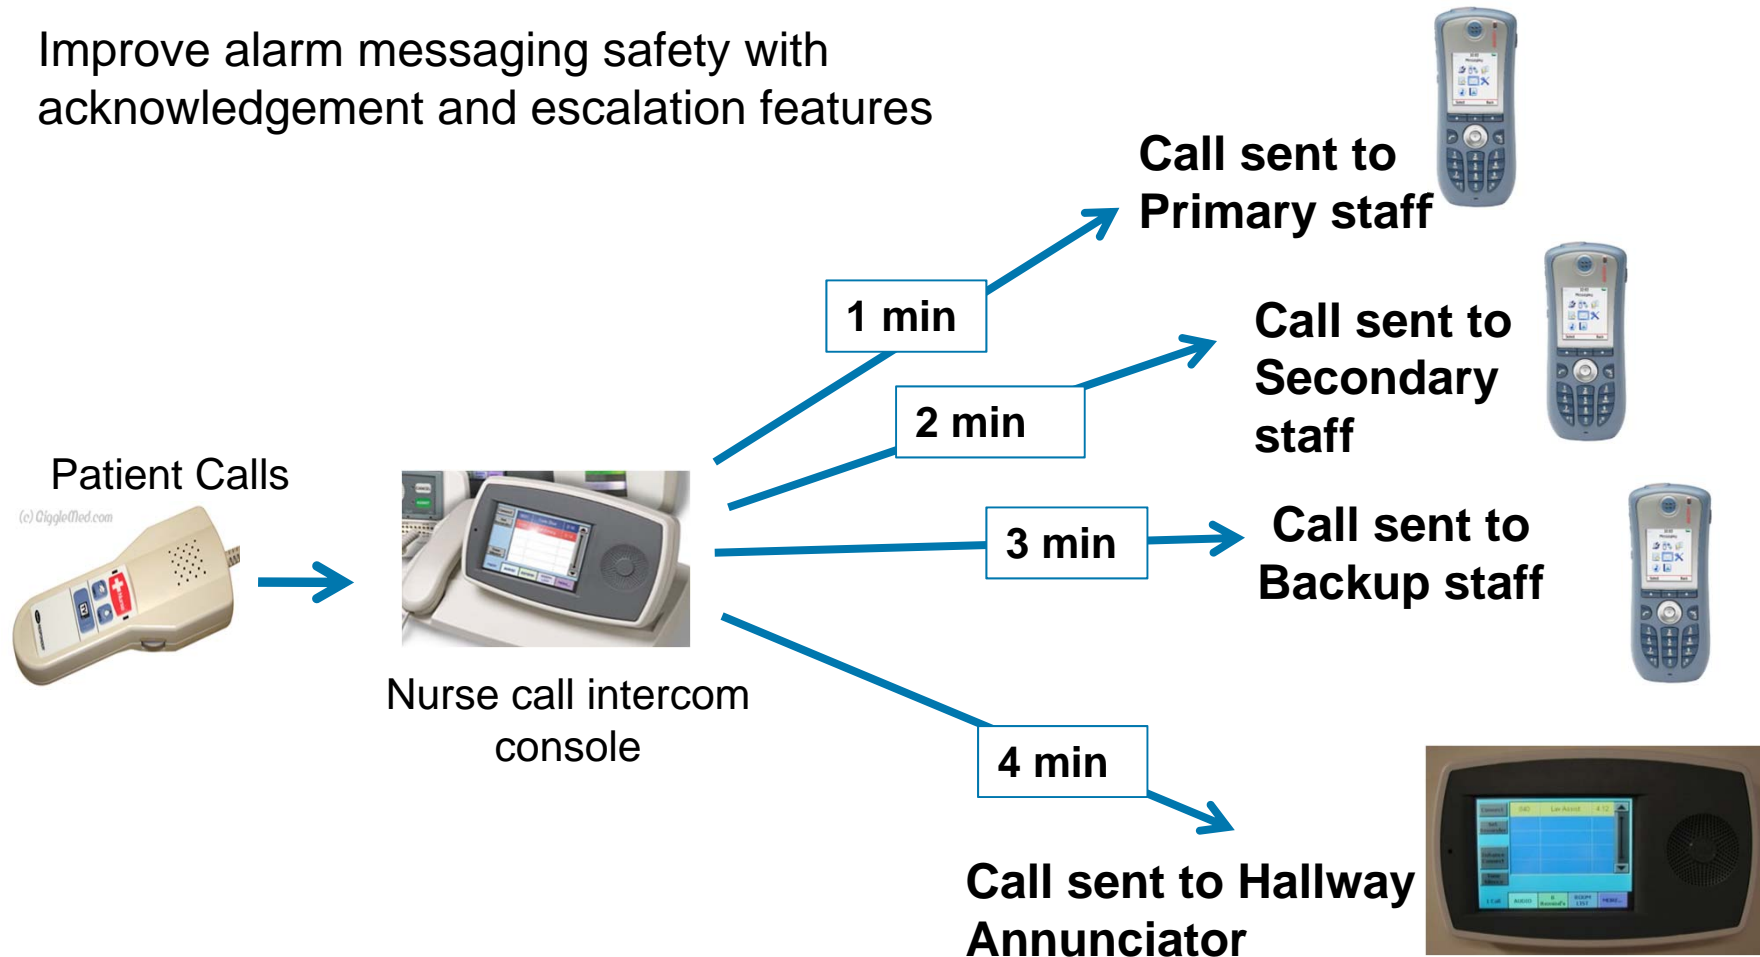 Improve alarm messaging safety with
acknowledgement and escalation features
Call sent to
Primary staff
1 min
Call sent to
Secondary
staff
2 min
Patient Calls
(c) GiggleMed.com
3 min
Call sent to
Backup staff
Nurse call intercom
console
4 min
Call sent to Hallway
Annunciator